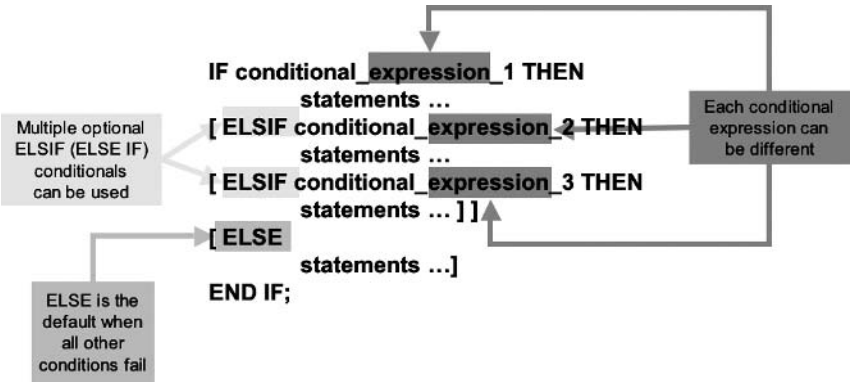 IF conditional_expression_1 THEN
statements ...
[ ELSIF conditional_expression_2 THEN
statements ...
[ ELSIF conditional_expression_3 THEN
statements ... ] ]
[ ELSE
statements ...]
END IF;
Multiple optional
ELSIF (ELSE IF)
conditionals
can be used
Each conditional
expression can
be different
ELSE is the
default when
all other
conditions fail